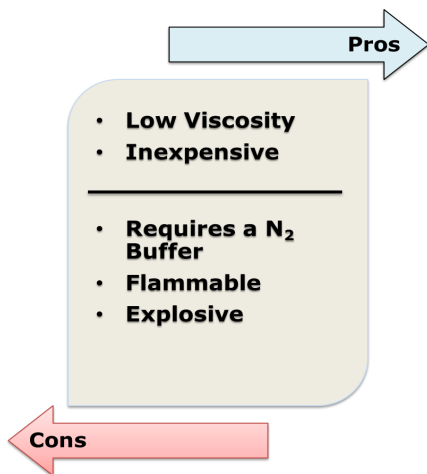 Pros
• Low Viscosity
• Inexpensive
• Requires a N₂
Buffer
• Flammable
• Explosive
Cons